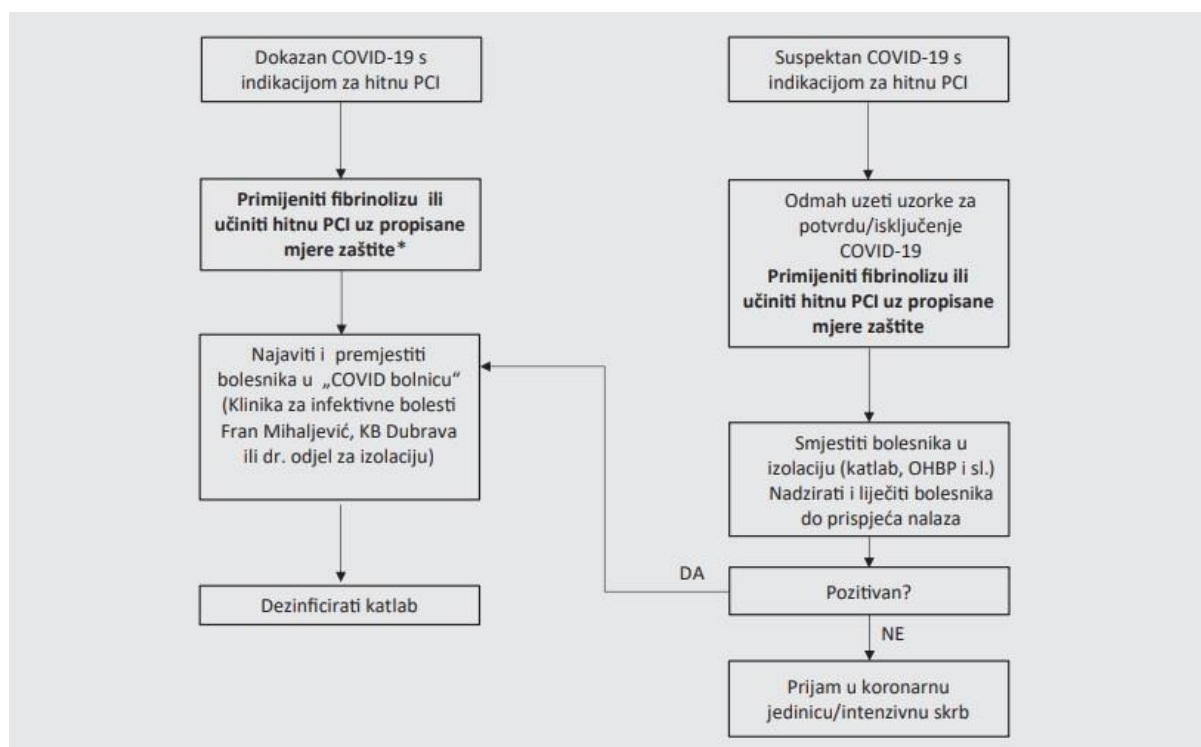 Dokazan COVID-19 s
indikacijom za hitnu PCI
Primijeniti fibrinolizu ili
učiniti hitnu PCI uz propisane
mjere zaštite*
Najaviti i premjestiti
bolesnika u „COVID bolnicu“
(Klinika za infektivne bolesti
Fran Mihaljević, KB Dubrava
ili dr. odjel za izolaciju)
Dezinficirati katlab
Suspektan COVID-19 s
indikacijom za hitnu PCI
Odmah uzeti uzorke za
potvrdu/isključenje
COVID-19
Primijeniti fibrinolizu ili
učiniti hitnu PCI uz propisane
mjere zaštite
Smjestiti bolesnika u
izolaciju (katlab, OHBP i sl.)
Nadzirati i liječiti bolesnika
do prispjeća nalaza
Pozitivan?
DA
NE
Prijam u koronarnu
jedinicu/intenzivnu skrb